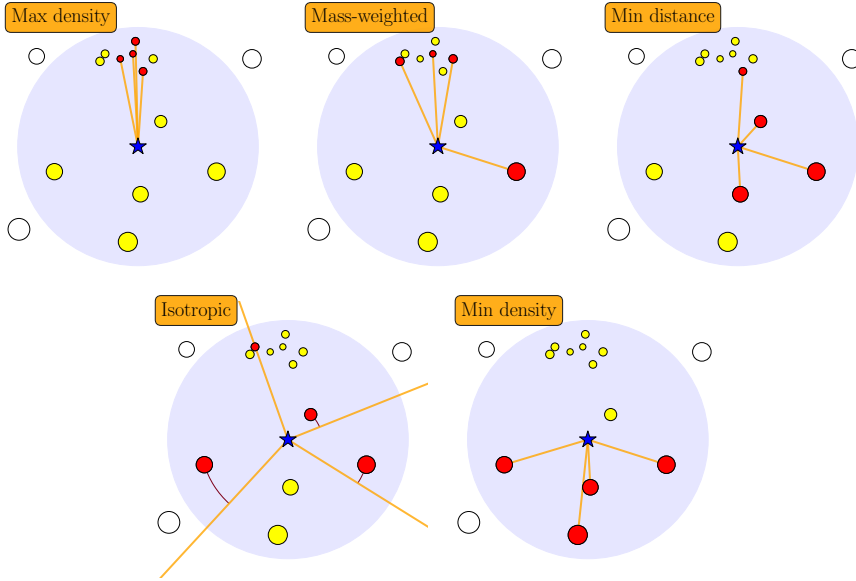 Max density
Mass-weighted
Min distance
Isotropic
Min density